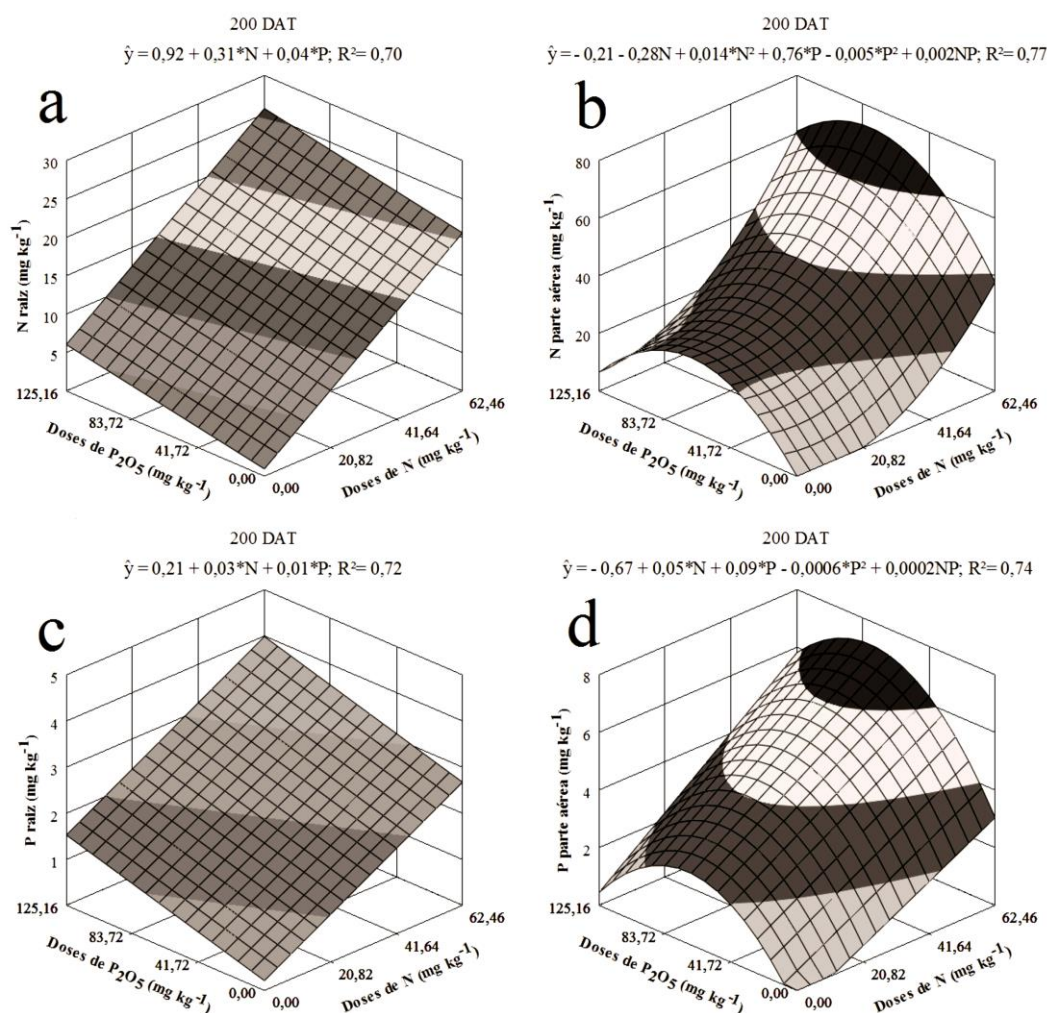 200 DAT
ŷ = 0,92 + 0,31*N + 0,04*P; R²= 0,70
a
N raiz (mg kg-1)
30
25
20
15
10
5
125,16
83,72
41,72
0,00
Doses de P2O5 (mg kg-1)
0,00
20,82
41,64
62,46
Doses de N (mg kg-1)
200 DAT
ŷ = - 0,21 - 0,28N + 0,014*N² + 0,76*P - 0,005*P² + 0,002NP; R²= 0,77
b
N parte aérea (mg kg-1)
80
60
40
20
125,16
83,72
41,72
0,00
Doses de P2O5 (mg kg-1)
0,00
20,82
41,64
62,46
Doses de N (mg kg-1)
200 DAT
ŷ = 0,21 + 0,03*N + 0,01*P; R²= 0,72
c
P raiz (mg kg-1)
5
4
3
2
1
125,16
83,72
41,72
0,00
Doses de P2O5 (mg kg-1)
0,00
20,82
41,64
62,46
Doses de N (mg kg-1)
200 DAT
ŷ = - 0,67 + 0,05*N + 0,09*P - 0,0006*P² + 0,0002NP; R²= 0,74
d
P parte aérea (mg kg-1)
8
6
4
2
125,16
83,72
41,72
0,00
Doses de P2O5 (mg kg-1)
0,00
20,82
41,64
62,46
Doses de N (mg kg-1)